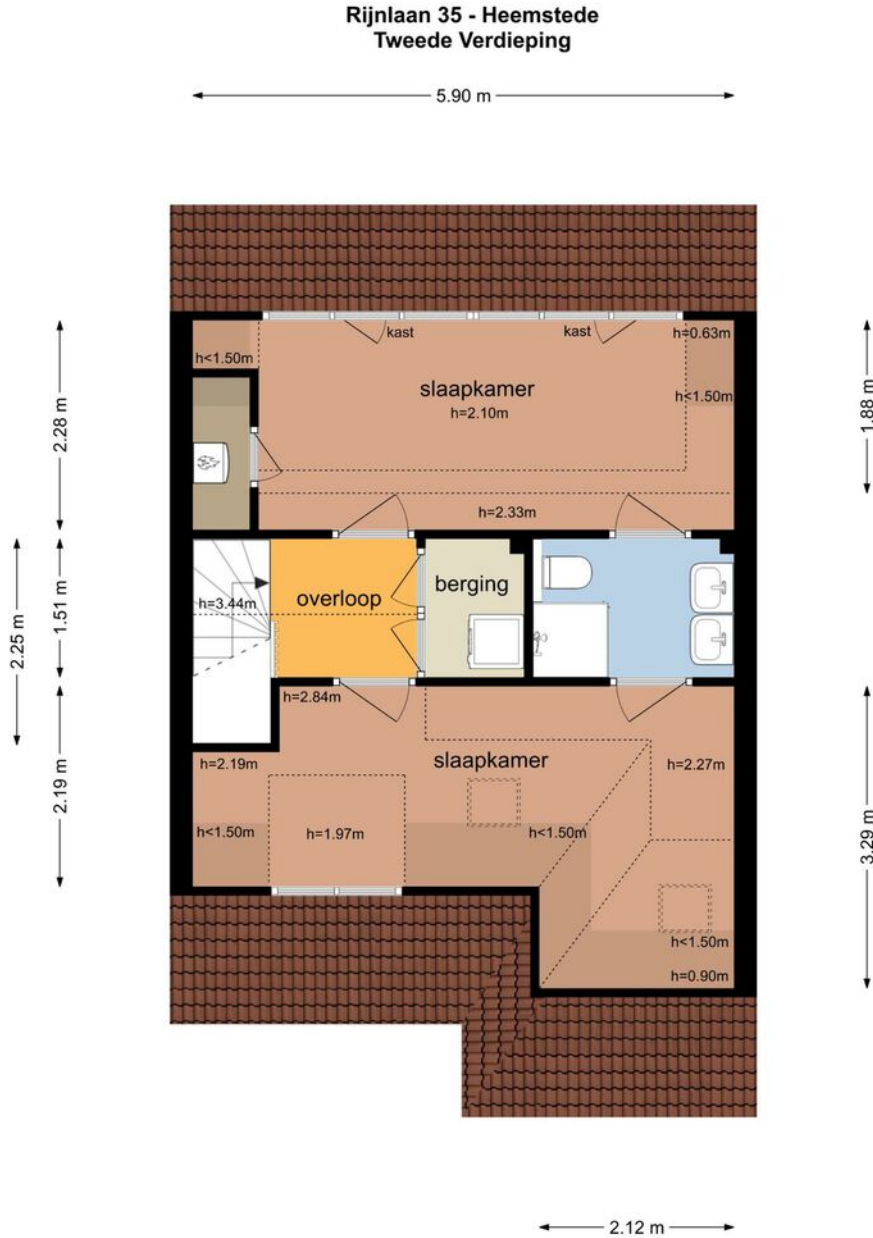 Rijnlaan 35 - Heemstede
Tweede Verdieping
5.90 m
kast
kast
h=0.63m
h<1.50m
slaapkamer
h<1.50m
h=2.10m
2.28 m
1.88 m
h=2.33m
h=3.44m
overloop
berging
2.25 m
1.51 m
h=2.84m
h=2.19m
slaapkamer
h=2.27m
2.19 m
h<1.50m
h=1.97m
h<1.50m
3.29 m
h<1.50m
h=0.90m
2.12 m